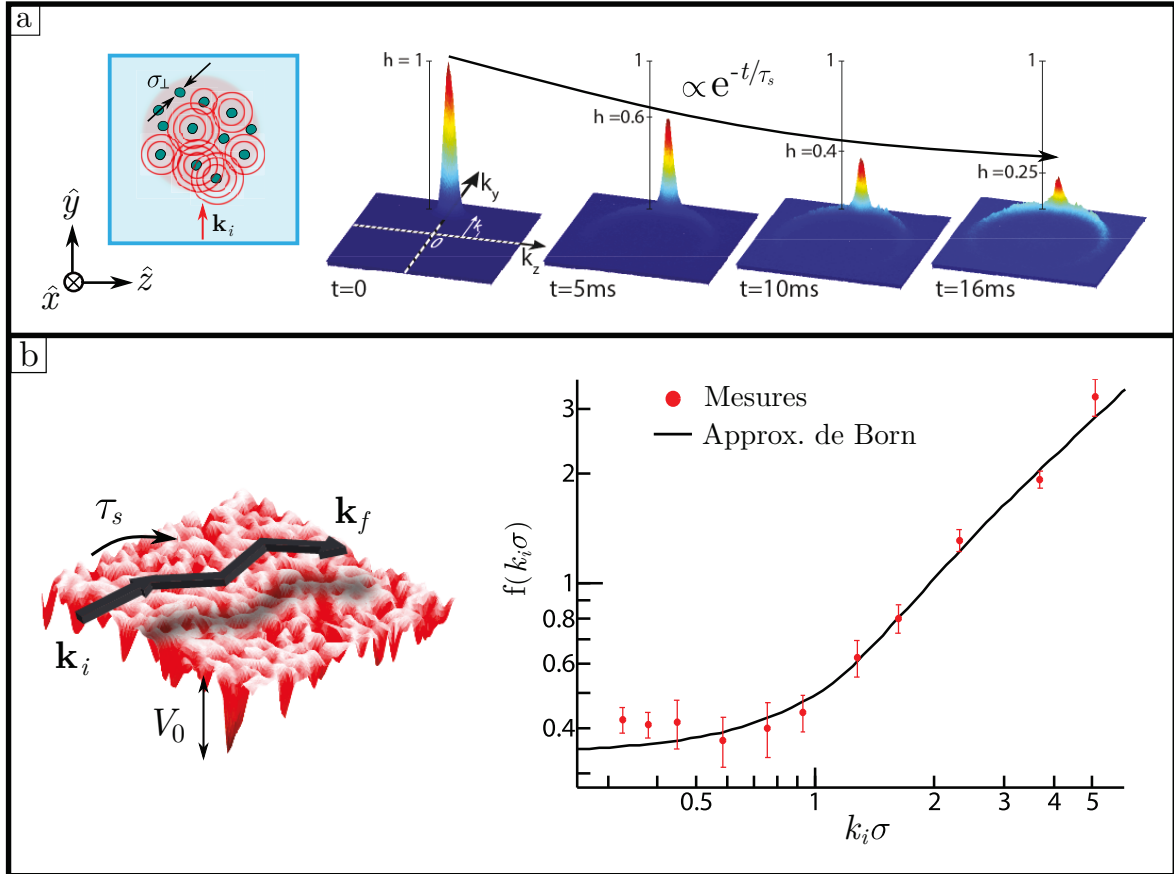 a
σ⊥
k_i
ŷ
ẑ
x̂
h = 1
1
1
1
∝e^{-t/τ_s}
h =0.6
h =0.4
h =0.25
k_y
k_z
0
t=0
t=5ms
t=10ms
t=16ms
b
τ_s
k_f
k_i
V_0
Mesures
Approx. de Born
f(k_iσ)
3
2
1
0.8
0.6
0.4
0.5
1
2
3
4
5
k_iσ